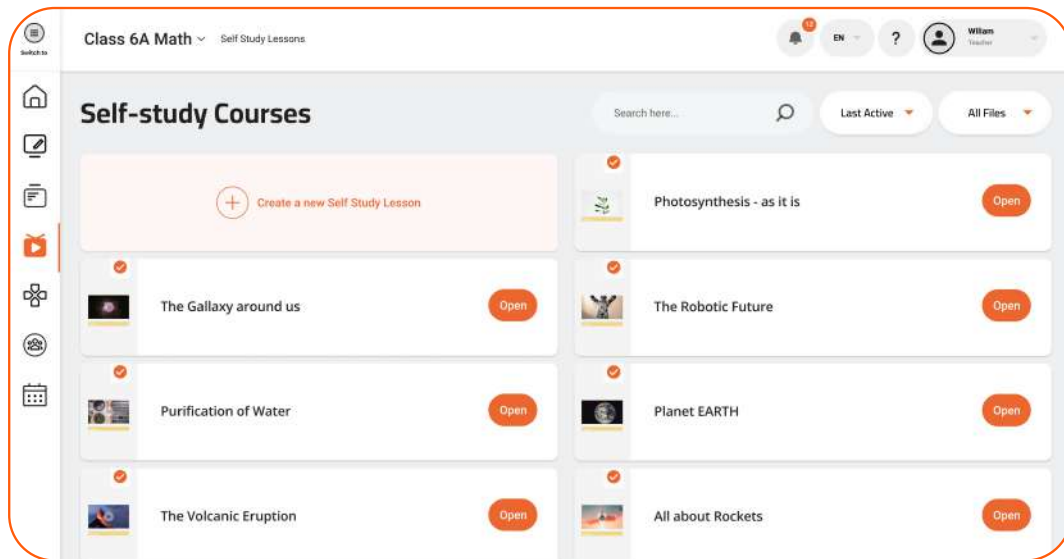 Switch to
Class 6A Math
Self Study Lessons
12
EN
?
Wiliam
Teacher
Self-study Courses
Search here...
Last Active
All Files
Create a new Self Study Lesson
Photosynthesis - as it is
Open
The Gallaxy around us
Open
The Robotic Future
Open
Purification of Water
Open
Planet EARTH
Open
The Volcanic Eruption
Open
All about Rockets
Open